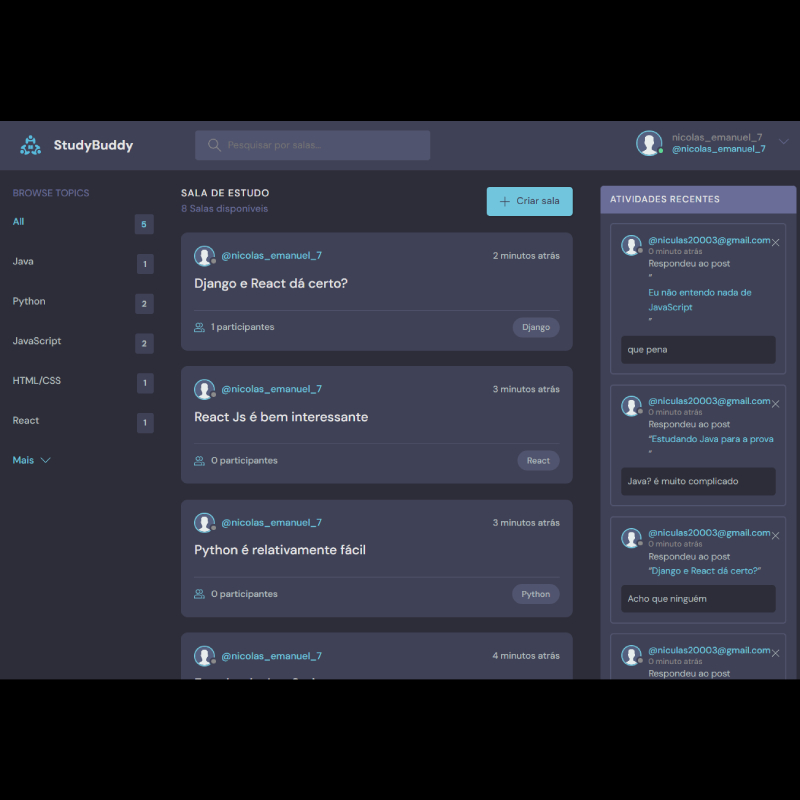 StudyBuddy
Pesquisar por salas...
nicolas_emanuel_7
@nicolas_emanuel_7
BROWSE TOPICS
All
5
Java
1
Python
2
JavaScript
2
HTML/CSS
1
React
1
Mais
SALA DE ESTUDO
8 Salas disponiveis
Criar sala
@nicolas_emanuel_7
2 minutos atrás
Django e React dá certo?
1 participantes
Django
@nicolas_emanuel_7
3 minutos atrás
React Js é bem interessante
0 participantes
React
@nicolas_emanuel_7
3 minutos atrás
Python é relativamente fácil
0 participantes
Python
@nicolas_emanuel_7
4 minutos atrás
ATIVIDADES RECENTES
@niculas20003@gmail.com
0 minuto atrás
Respondeu ao post
“
Eu não entendo nada de
JavaScript
”
que pena
@niculas20003@gmail.com
0 minuto atrás
Respondeu ao post
“Estudando Java para a prova
”
Java? é muito complicado
@niculas20003@gmail.com
0 minuto atrás
Respondeu ao post
“Django e React dá certo?”
Acho que ninguém
@niculas20003@gmail.com
0 minuto atrás
Respondeu ao post